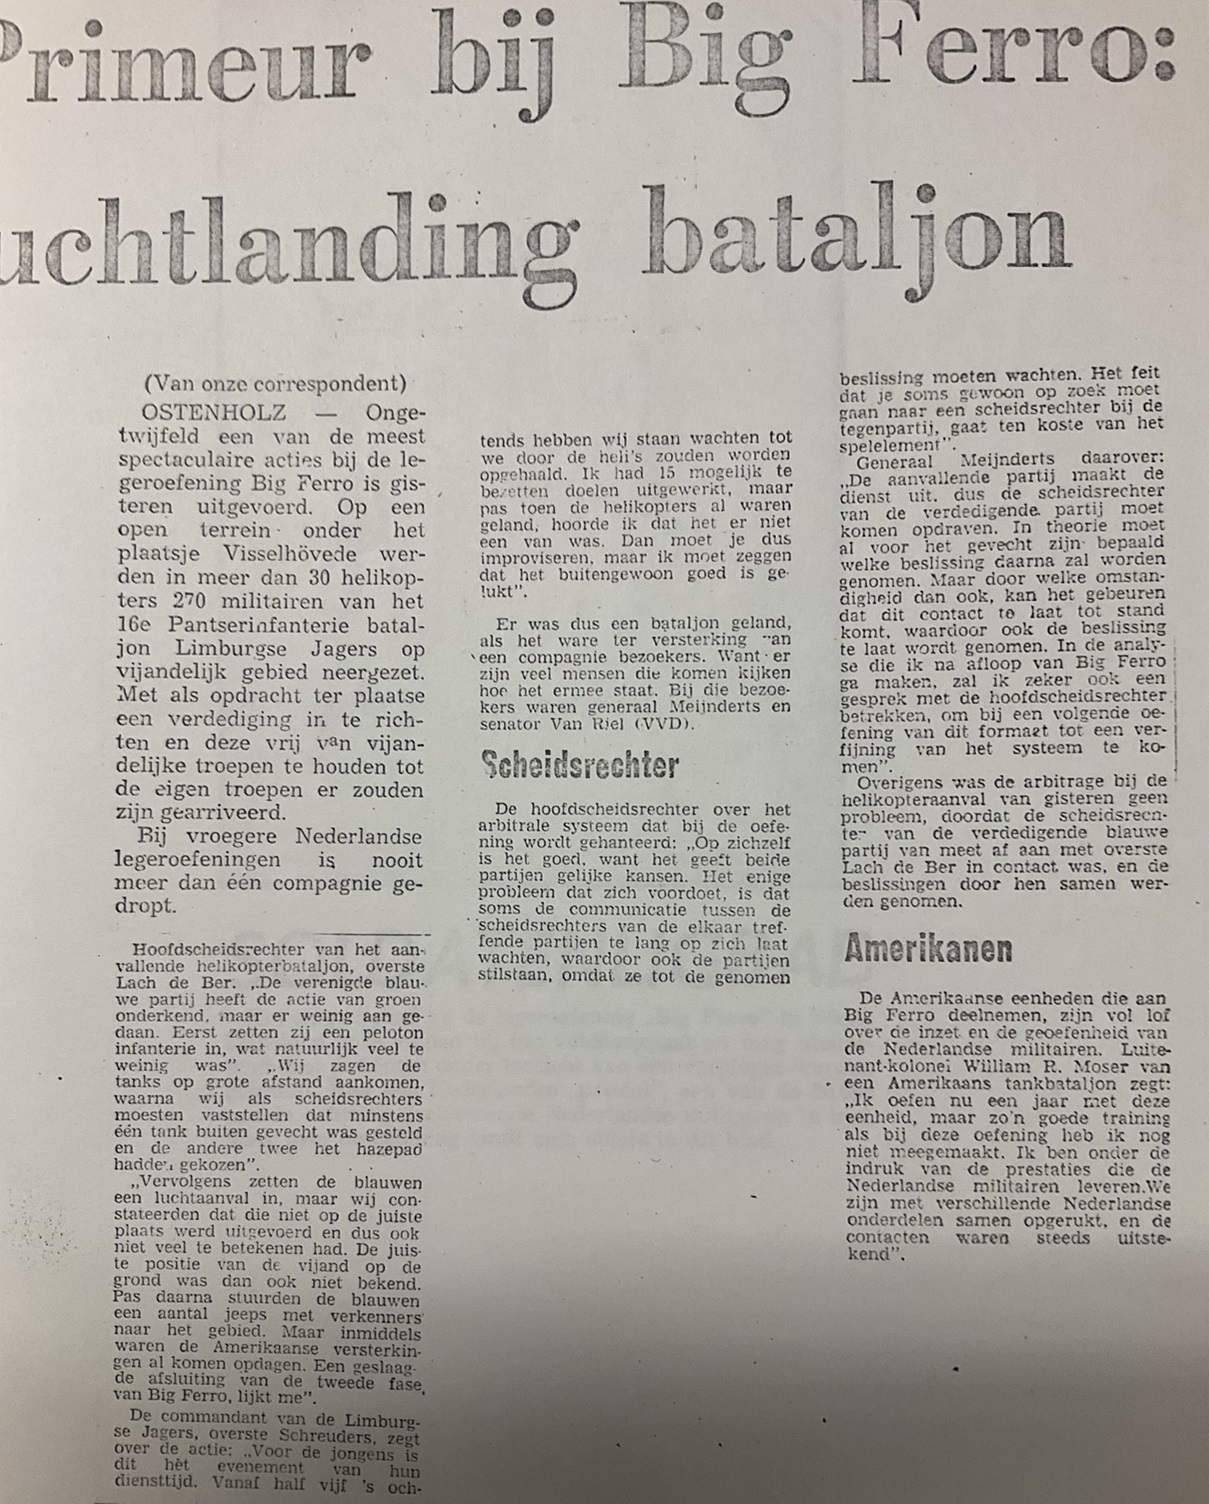 Primeur bij Big Ferro:
uchtlanding bataljon
(Van onze correspondent)
OSTENHOLZ — Onge-
twijfeld een van de meest
spectaculaire acties bij de le-
geroefening Big Ferro is gis-
teren uitgevoerd. Op een
open terrein onder het
plaatsje Visselhövede wer-
den in meer dan 30 helikop-
ters 270 militairen van het
16e Pantserinfanterie batal-
jon Limburgse Jagers op
vijandelijk gebied neergezet.
Met als opdracht ter plaatse
een verdediging in te rich-
ten en deze vrij van vijan-
delijke troepen te houden tot
de eigen troepen er zouden
zijn gearriveerd.
Bij vroegere Nederlandse
legeroefeningen is nooit
meer dan één compagnie ge-
dropt.
Hoofdscheidsrechter van het aan-
vallende helikopterbataljon, overste
Lach de Ber: „De verenigde blau-
we partij heeft de actie van groen
onderkend, maar er weinig aan ge-
daan. Eerst zetten zij een peloton
infanterie in, wat natuurlijk veel te
weinig was”. „Wij zagen de
tanks op grote afstand aankomen,
waarna wij als scheidsrechters
moesten vaststellen dat minstens
één tank buiten gevecht was gesteld
en de andere twee het hazepad
hadden gekozen”.
„Vervolgens zetten de blauwen
een luchtaanval in, maar wij con-
stateerden dat die niet op de juiste
plaats werd uitgevoerd en dus ook
niet veel te betekenen had. De juis-
te positie van de vijand op de
grond was dan ook niet bekend.
Pas daarna stuurden de blauwen
een aantal jeeps met verkenners
naar het gebied. Maar inmiddels
waren de Amerikaanse versterkin-
gen al komen opdagen. Een geslaag-
de afsluiting van de tweede fase
van Big Ferro, lijkt me”.
De commandant van de Limburg-
se Jagers, overste Schreuders, zegt
over de actie: „Voor de jongens is
dit hèt evenement van hun
diensttijd. Vanaf half vijf 's och-
tends hebben wij staan wachten tot
we door de heli's zouden worden
opgehaald. Ik had 15 mogelijk te
bezetten doelen uitgewerkt, maar
pas toen de helikopters al waren
geland, hoorde ik dat het er niet
een van was. Dan moet je dus
improviseren, maar ik moet zeggen
dat het buitengewoon goed is ge-
lukt”.
Er was dus een bataljon geland,
als het ware ter versterking van
een compagnie bezoekers. Want er
zijn veel mensen die komen kijken
hoe het ermee staat. Bij die bezoe-
kers waren generaal Meijnderts en
senator Van Riel (VVD).
Scheidsrechter
De hoofdscheidsrechter over het
arbitrale systeem dat bij de oefe-
ning wordt gehanteerd: „Op zichzelf
is het goed, want het geeft beide
partijen gelijke kansen. Het enige
probleem dat zich voordoet, is dat
soms de communicatie tussen de
scheidsrechters van de elkaar tref-
fende partijen te lang op zich laat
wachten, waardoor ook de partijen
stilstaan, omdat ze tot de genomen
beslissing moeten wachten. Het feit
dat je soms gewoon op zoek moet
gaan naar een scheidsrechter bij de
tegenpartij, gaat ten koste van het
spelelement”.
Generaal Meijnderts daarover:
„De aanvallende partij maakt de
dienst uit, dus de scheidsrechter
van de verdedigende partij moet
komen opdraven. In theorie moet
al voor het gevecht zijn bepaald
welke beslissing daarna zal worden
genomen. Maar door welke omstan-
digheid dan ook, kan het gebeuren
dat dit contact te laat tot stand
komt, waardoor ook de beslissing
te laat wordt genomen. In de analy-
se die ik na afloop van Big Ferro
ga maken, zal ik zeker ook een
gesprek met de hoofdscheidsrechter
betrekken, om bij een volgende oe-
fening van dit formaat tot een ver-
fijning van het systeem te ko-
men”.
Overigens was de arbitrage bij de
helikopteraanval van gisteren geen
probleem, doordat de scheidsrech-
ter van de verdedigende blauwe
partij van meet af aan met overste
Lach de Ber in contact was, en de
beslissingen door hen samen wer-
den genomen.
Amerikanen
De Amerikaanse eenheden die aan
Big Ferro deelnemen, zijn vol lof
over de inzet en de geoefenheid van
de Nederlandse militairen. Luite-
nant-kolonel William R. Moser van
een Amerikaans tankbataljon zegt:
„Ik oefen nu een jaar met deze
eenheid, maar zo'n goede training
als bij deze oefening heb ik nog
niet meegemaakt. Ik ben onder de
indruk van de prestaties die de
Nederlandse militairen leveren.We
zijn met verschillende Nederlandse
onderdelen samen opgerukt, en de
contacten waren steeds uitste-
kend”.